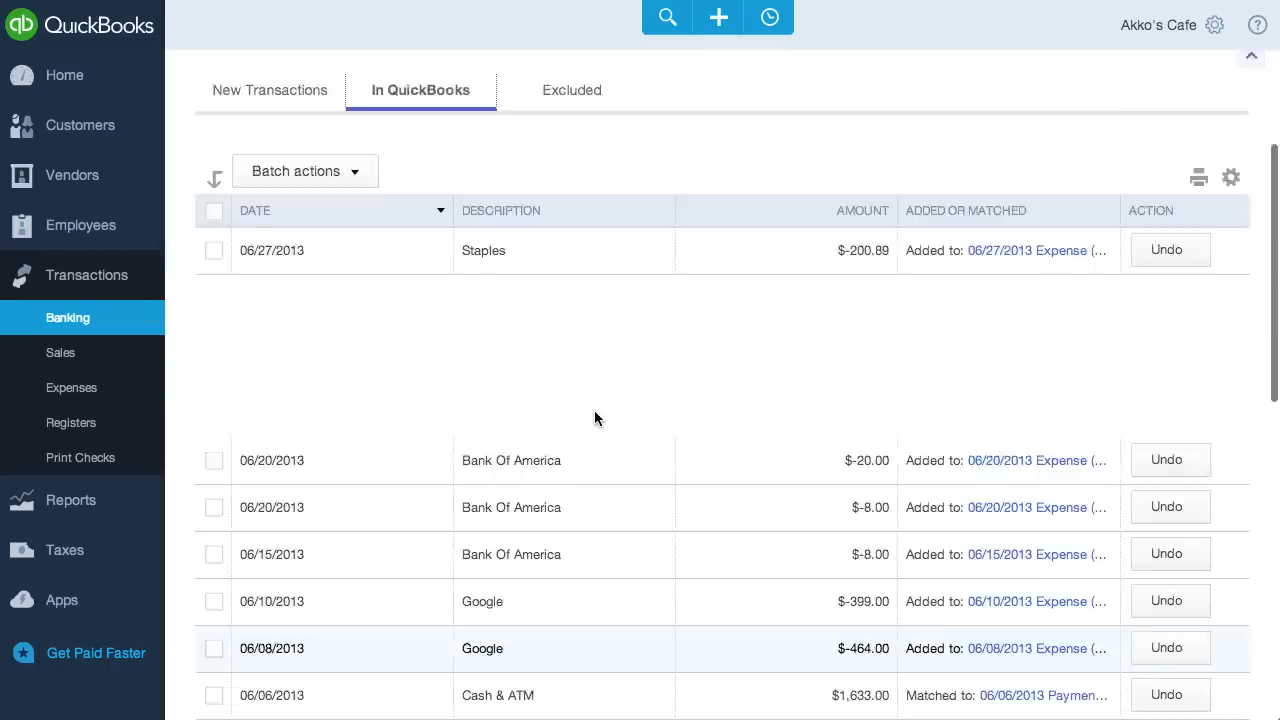 qb QuickBooks
Akko's Cafe
?
Home
Customers
Vendors
Employees
Transactions
Banking
Sales
Expenses
Registers
Print Checks
Reports
Taxes
Apps
Get Paid Faster
New Transactions In QuickBooks Excluded
Batch actions
DATE DESCRIPTION AMOUNT ADDED OR MATCHED ACTION
06/27/2013 Staples $-200.89 Added to: 06/27/2013 Expense (... Undo
06/20/2013 Bank Of America $-20.00 Added to: 06/20/2013 Expense (... Undo
06/20/2013 Bank Of America $-8.00 Added to: 06/20/2013 Expense (... Undo
06/15/2013 Bank Of America $-8.00 Added to: 06/15/2013 Expense (... Undo
06/10/2013 Google $-399.00 Added to: 06/10/2013 Expense (... Undo
06/08/2013 Google $-464.00 Added to: 06/08/2013 Expense (... Undo
06/06/2013 Cash & ATM $1,633.00 Matched to: 06/06/2013 Paymen... Undo